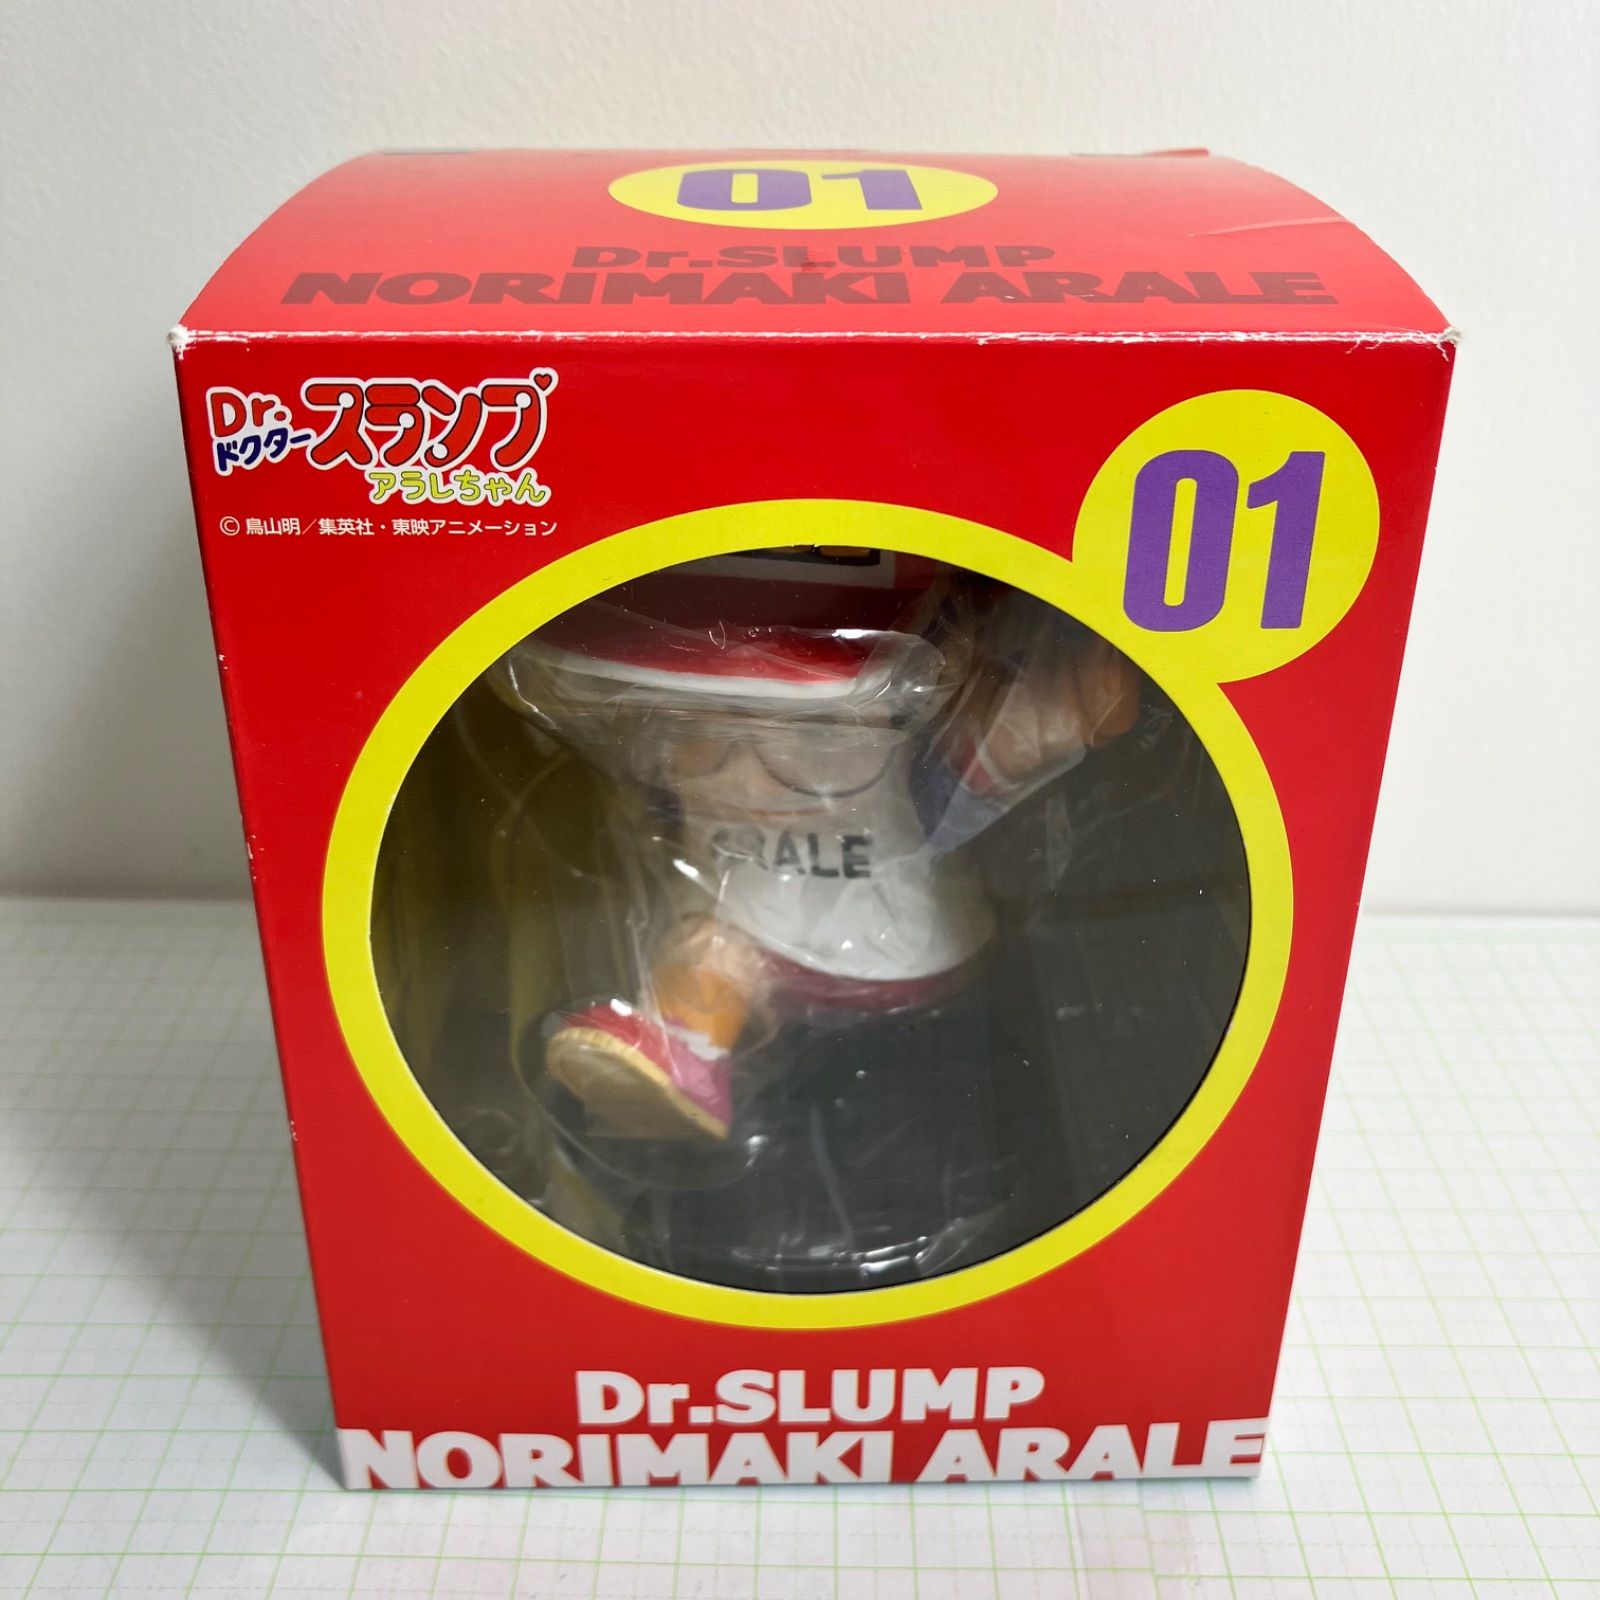 01
Dr.SLUMP
NORIMAKI ARALE
Dr.スランプ
ドクター
アラレちゃん
© 鳥山明／集英社・東映アニメーション
01
ARALE
Dr.SLUMP
NORIMAKI ARALE